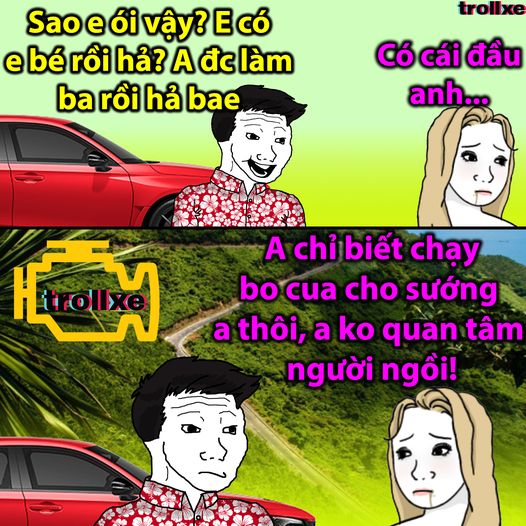 trollxe
Sao e ói vậy? E có
e bé rồi hả? A đc làm
ba rồi hả bae
Có cái đầu
anh...
A chỉ biết chạy
bo cua cho sướng
a thôi, a ko quan tâm
người ngồi!
trollxe